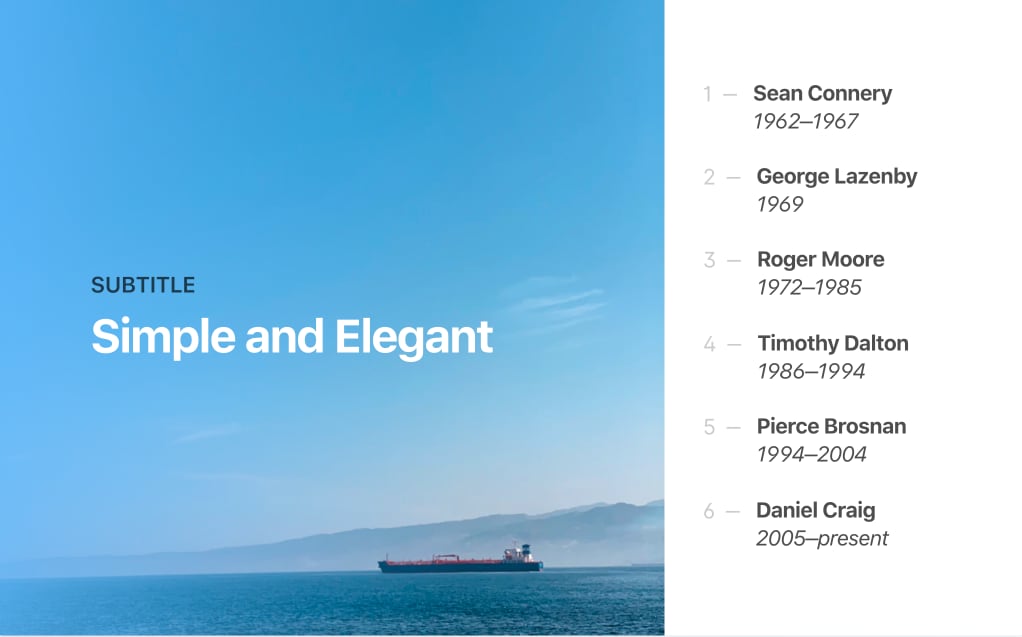 SUBTITLE
Simple and Elegant
1 — Sean Connery
1962–1967
2 — George Lazenby
1969
3 — Roger Moore
1972–1985
4 — Timothy Dalton
1986–1994
5 — Pierce Brosnan
1994–2004
6 — Daniel Craig
2005–present